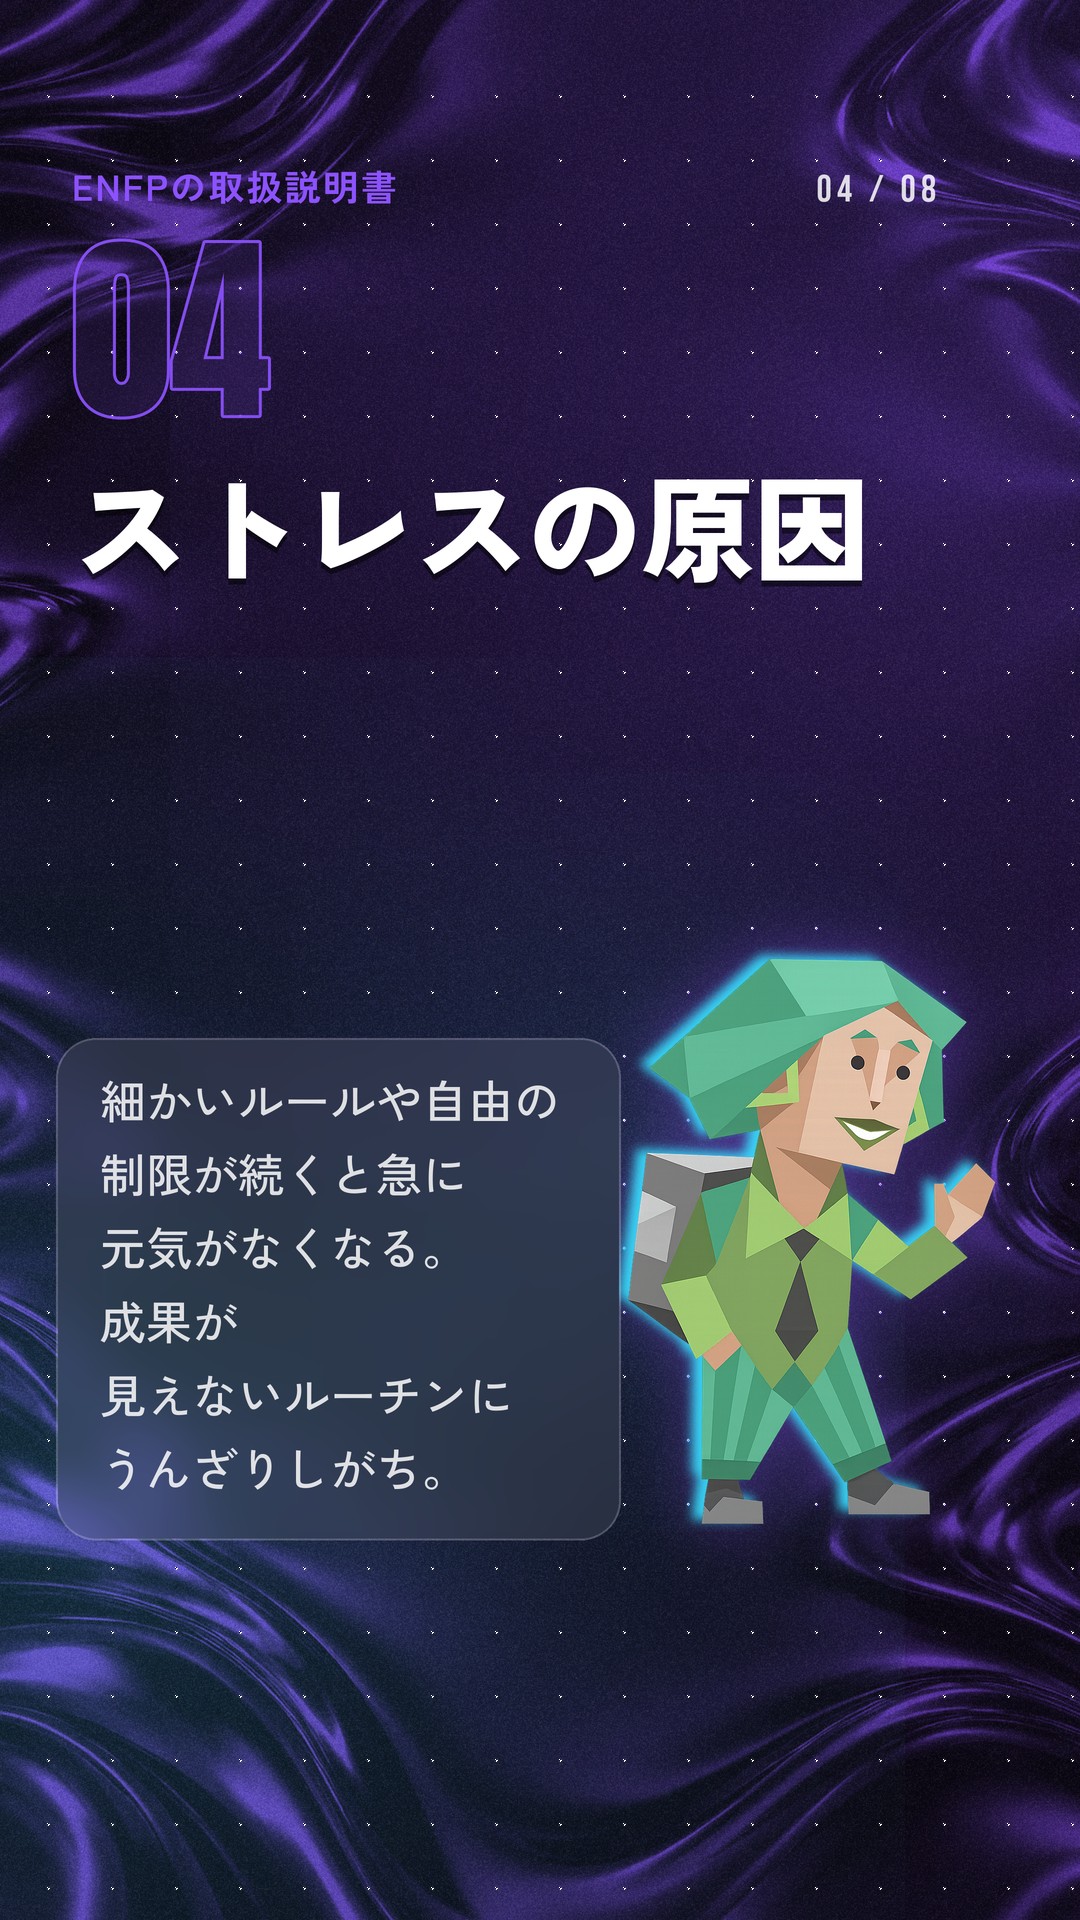 ENFPの取扱説明書
04 / 08
04
ストレスの原因
細かいルールや自由の
制限が続くと急に
元気がなくなる。
成果が
見えないルーチンに
うんざりしがち。